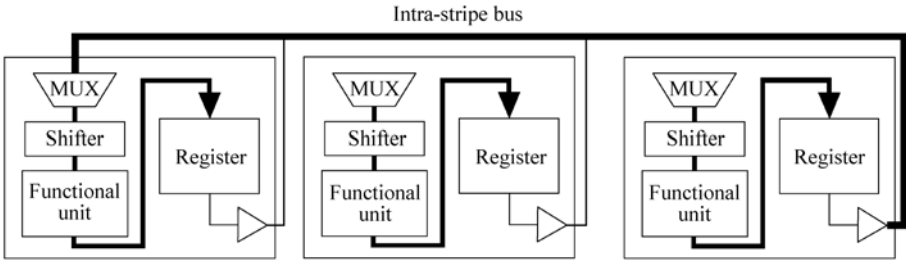 Intra-stripe bus
MUX
Shifter
Functional
unit
Register
MUX
Shifter
Functional
unit
Register
MUX
Shifter
Functional
unit
Register